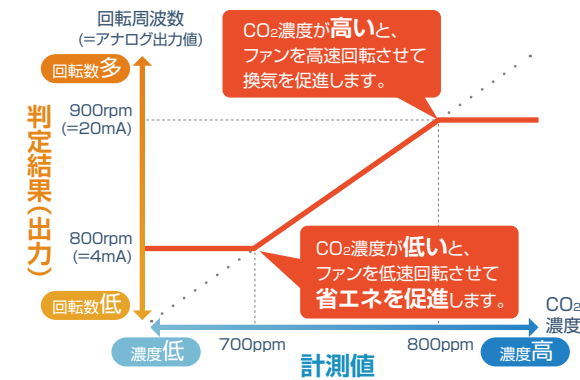 回転周波数
(=アナログ出力値)
回転数多
CO₂濃度が高いと、
ファンを高速回転させて
換気を促進します。
900rpm
(=20mA)
判定結果(出力)
800rpm
(=4mA)
CO₂濃度が低いと、
ファンを低速回転させて
省エネを促進します。
回転数低
CO₂
濃度
濃度低
700ppm
800ppm
濃度高
計測値